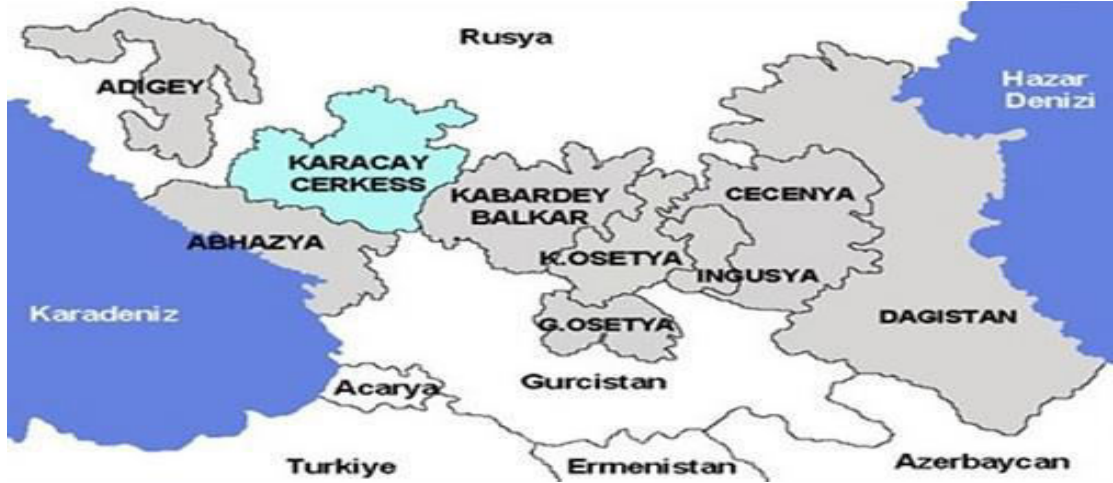 Rusya
Hazar
Denizi
ADIGEY
KARACAY
CERKESS
KABARDEY
BALKAR
CECENYA
ABHAZYA
K.OSETYA
INGUSYA
Karadeniz
G.OSETYA
DAGISTAN
Acarya
Gurcistan
Turkiye
Ermenistan
Azerbaycan